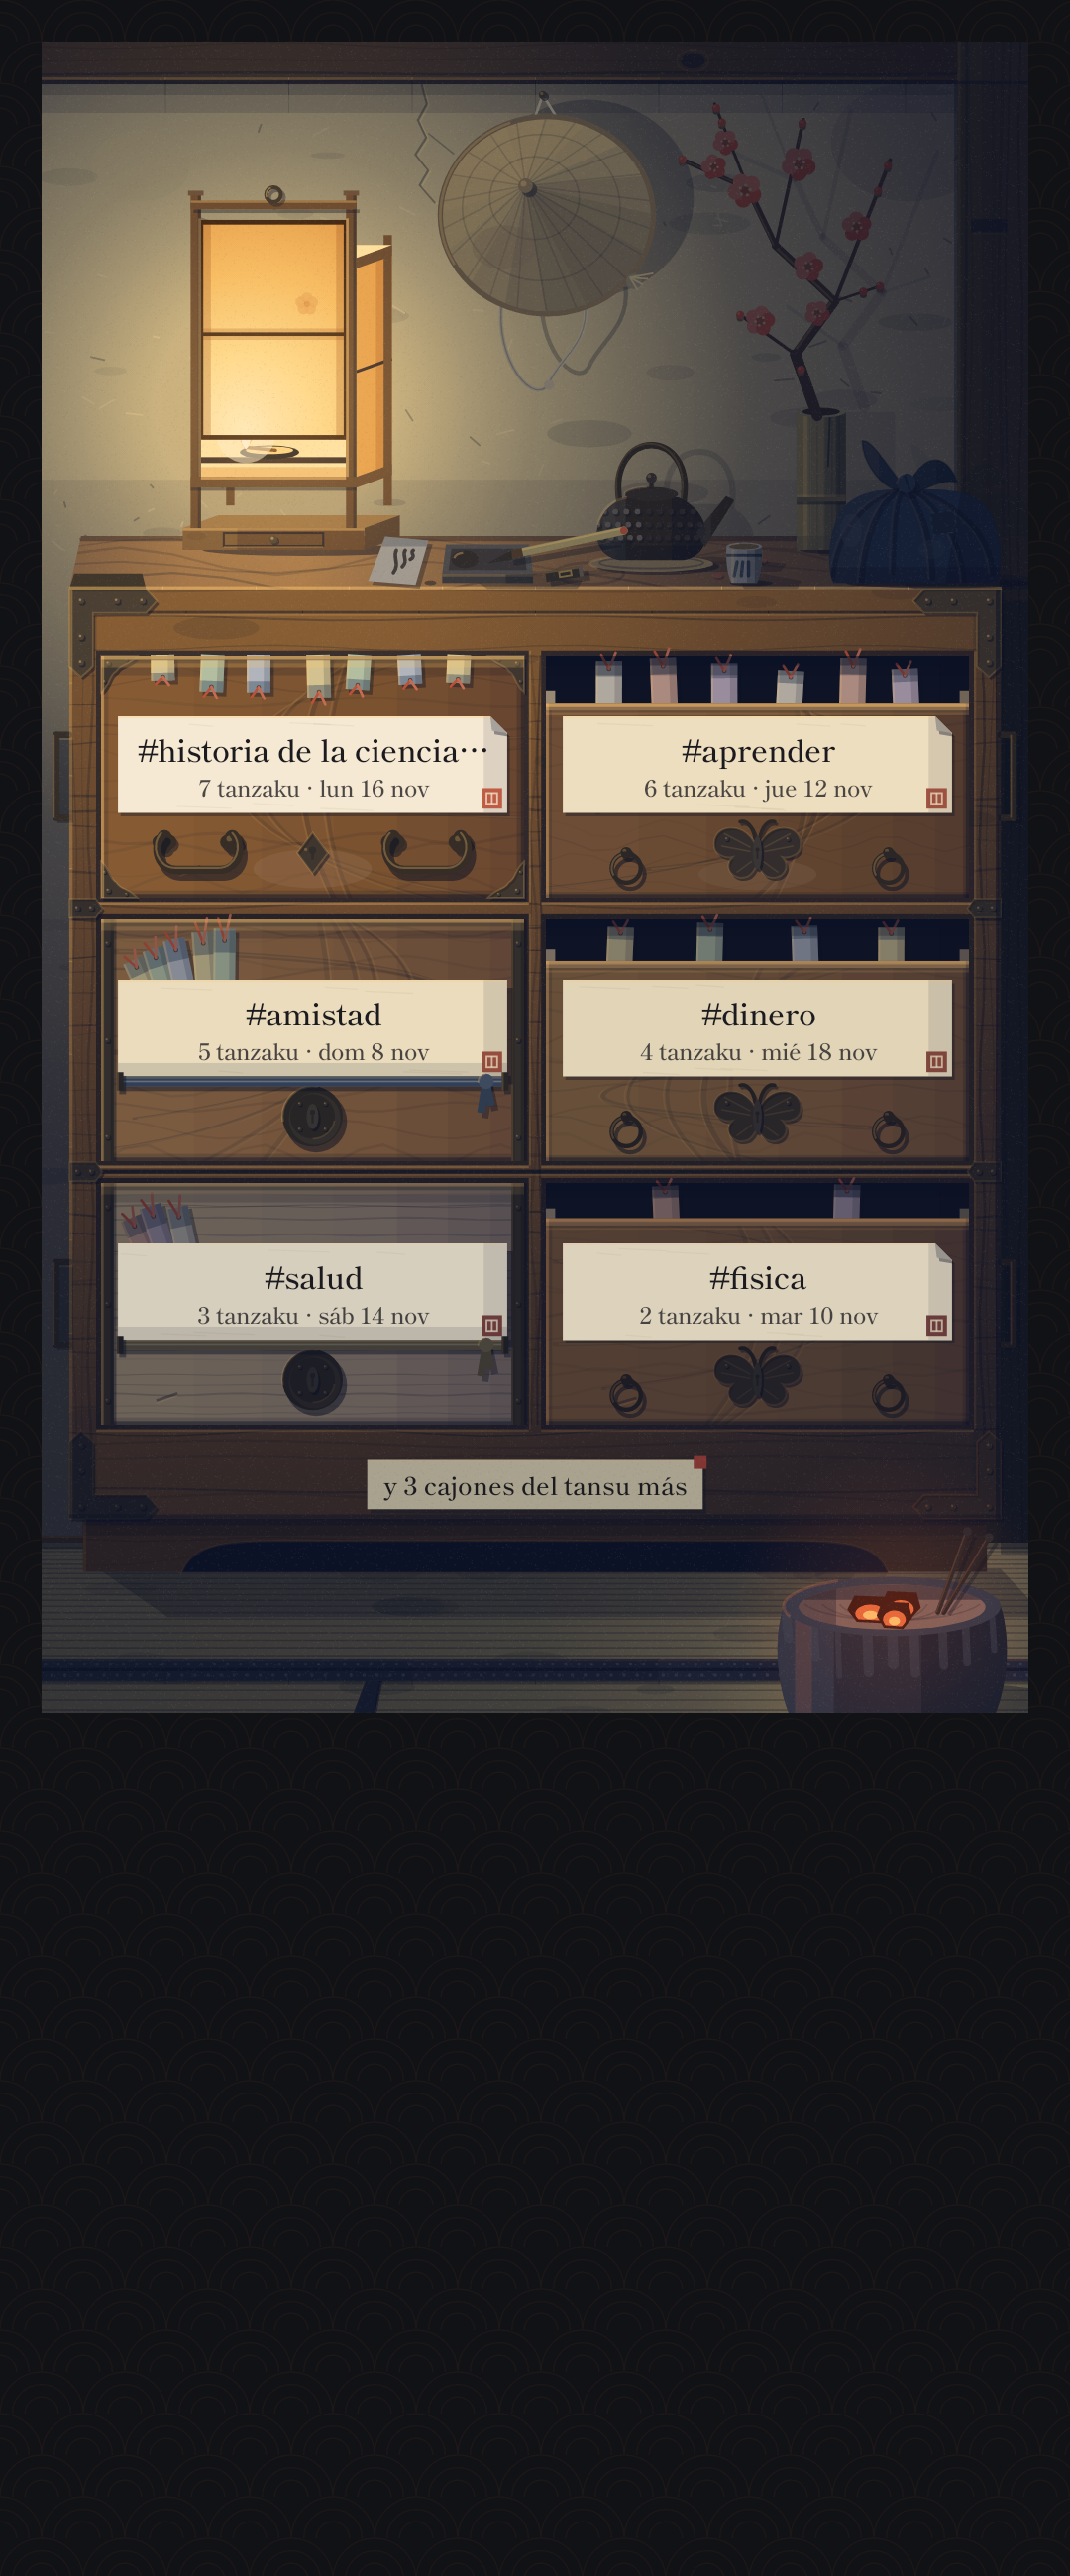 #historia de la ciencia…
7 tanzaku · lun 16 nov
#aprender
6 tanzaku · jue 12 nov
#amistad
5 tanzaku · dom 8 nov
#dinero
4 tanzaku · mié 18 nov
#salud
3 tanzaku · sáb 14 nov
#fisica
2 tanzaku · mar 10 nov
y 3 cajones del tansu más